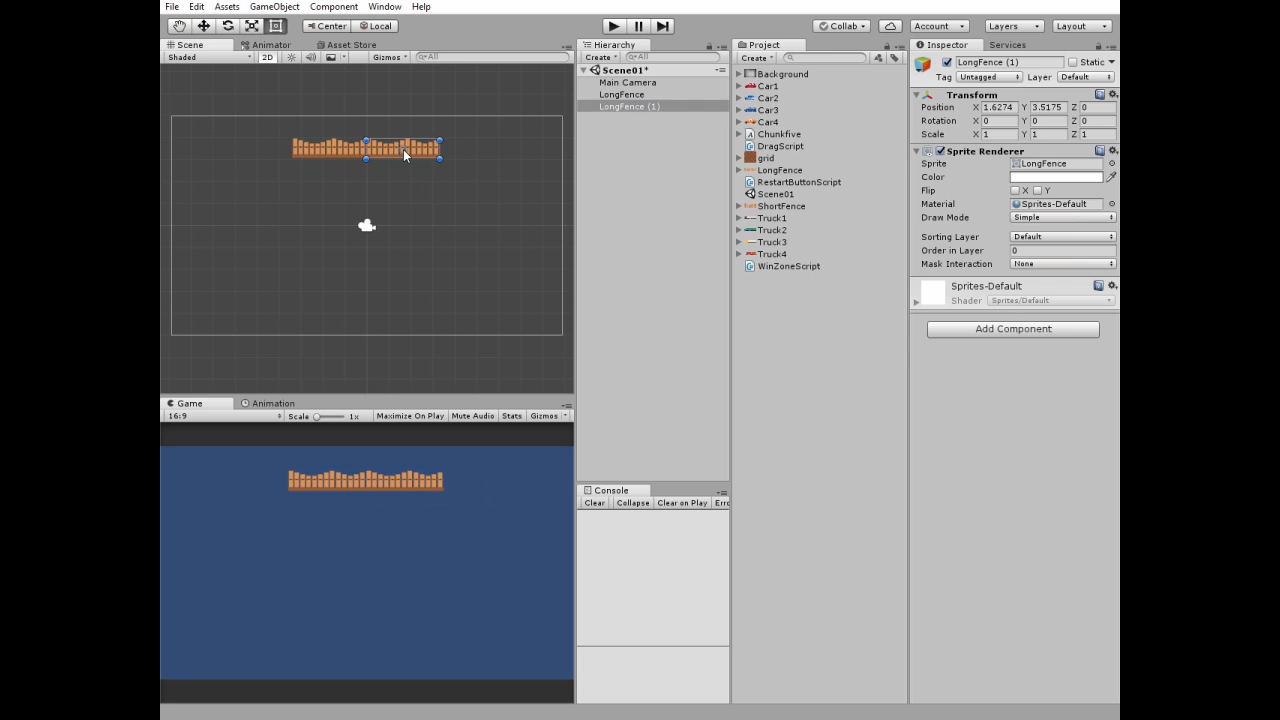 File Edit Assets GameObject Component Window Help
Center Local Collab Account Layers Layout
Scene Animator Asset Store
Shaded 2D Gizmos All
Hierarchy
Create All
Scene01*
Main Camera
LongFence
LongFence (1)
Project
Create
Background
Car1
Car2
Car3
Car4
Chunkfive
DragScript
grid
LongFence
RestartButtonScript
Scene01
ShortFence
Truck1
Truck2
Truck3
Truck4
WinZoneScript
Inspector Services
LongFence (1) Static
Tag Untagged Layer Default
Transform
Position X 1.6274 Y 3.5175 Z 0
Rotation X 0 Y 0 Z 0
Scale X 1 Y 1 Z 1
Sprite Renderer
Sprite LongFence
Color
Flip X Y
Material Sprites-Default
Draw Mode Simple
Sorting Layer Default
Order in Layer 0
Mask Interaction None
Sprites-Default
Shader Sprites/Default
Add Component
Game Animation
16:9 Scale 1x Maximize On Play Mute Audio Stats Gizmos
Console
Clear Collapse Clear on Play Erro